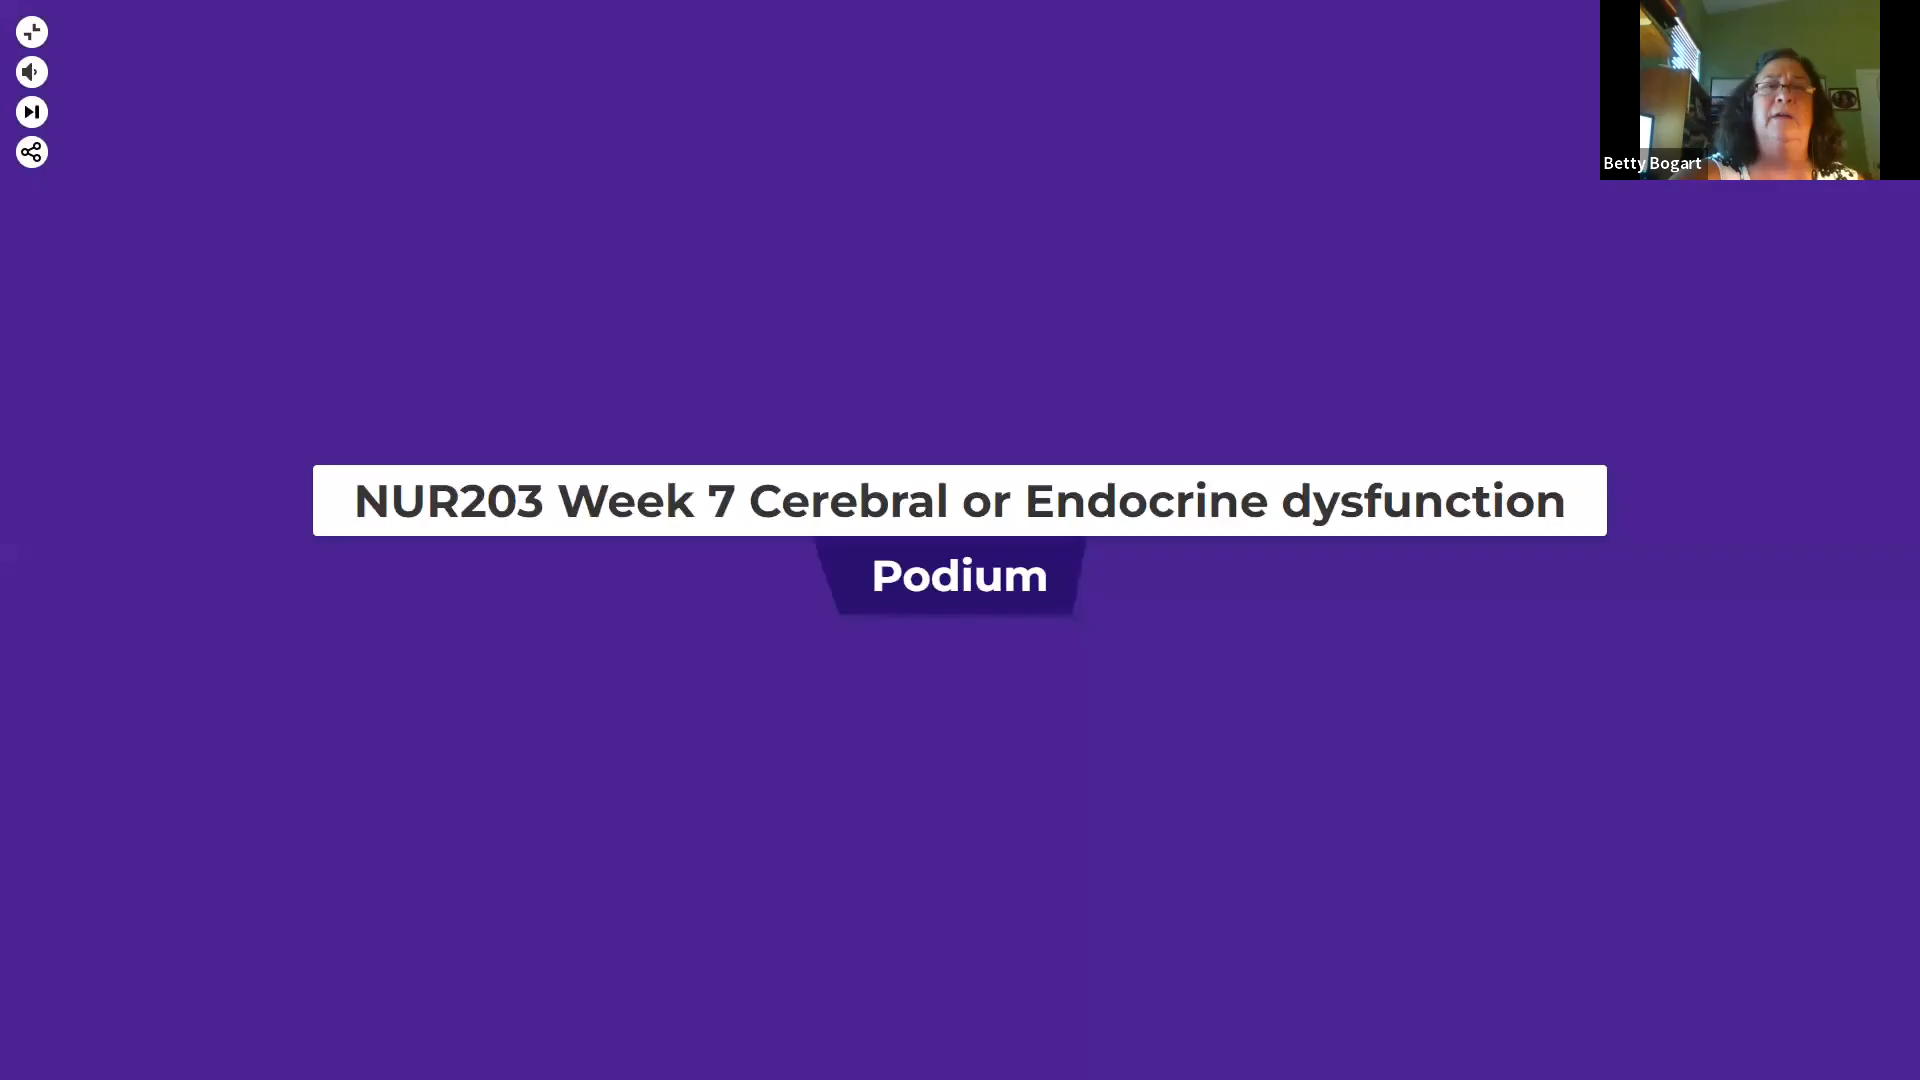 Betty Bogart
NUR203 Week 7 Cerebral or Endocrine dysfunction
Podium